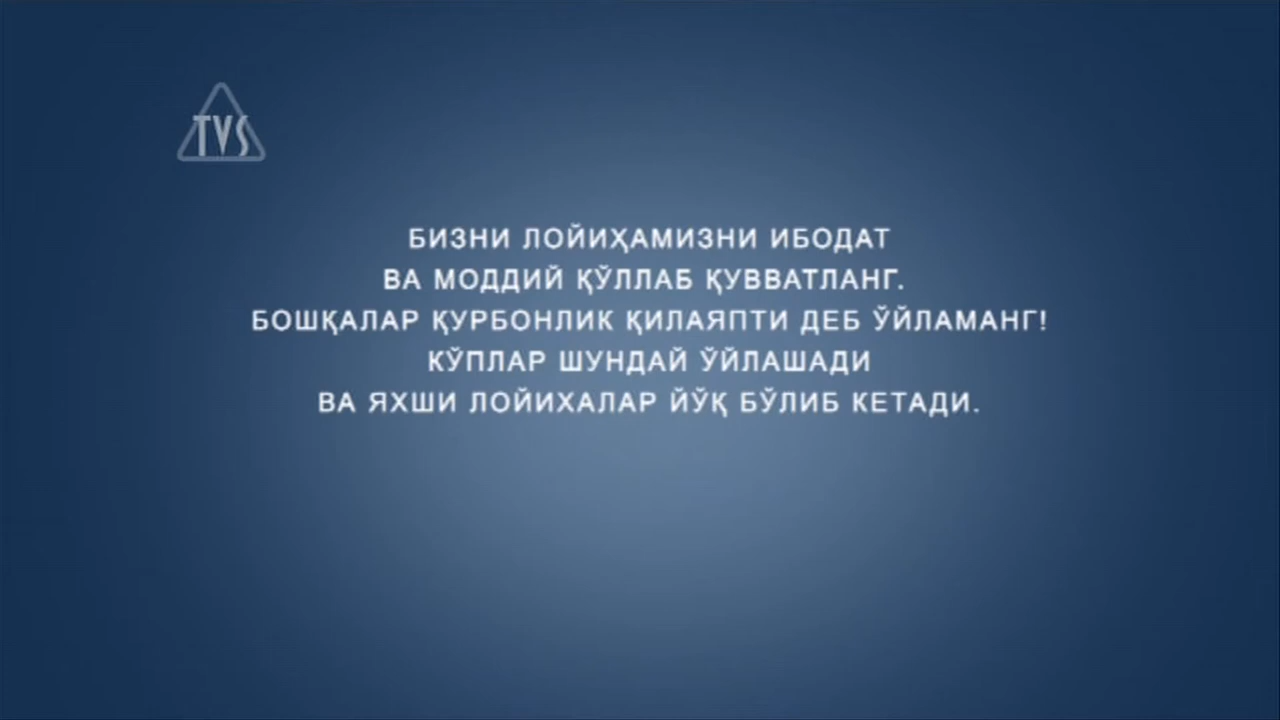 TVS
БИЗНИ ЛОЙИҲАМИЗНИ ИБОДАТ
ВА МОДДИЙ ҚЎЛЛАБ ҚУВВАТЛАНГ.
БОШҚАЛАР ҚУРБОНЛИК ҚИЛАЯПТИ ДЕБ ЎЙЛАМАНГ!
КЎПЛАР ШУНДАЙ ЎЙЛАШАДИ
ВА ЯХШИ ЛОЙИХАЛАР ЙЎҚ БЎЛИБ КЕТАДИ.